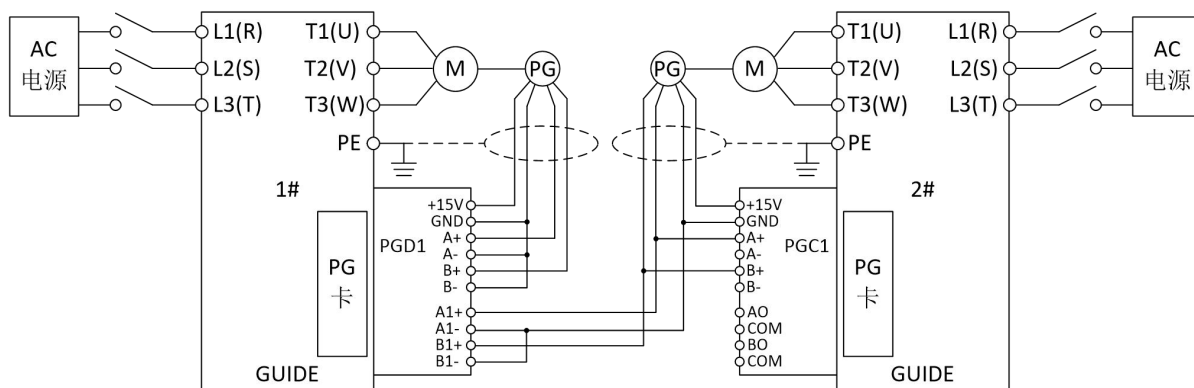 AC
电源
L1(R)
L2(S)
L3(T)
T1(U)
T2(V)
T3(W)
PE
M
PG
1#
PG
卡
PGD1
+15V
GND
A+
A-
B+
B-
A1+
A1-
B1+
B1-
GUIDE
PG
M
T1(U)
T2(V)
T3(W)
PE
L1(R)
L2(S)
L3(T)
AC
电源
2#
+15V
GND
A+
A-
B+
B-
AO
COM
BO
COM
PGC1
PG
卡
GUIDE